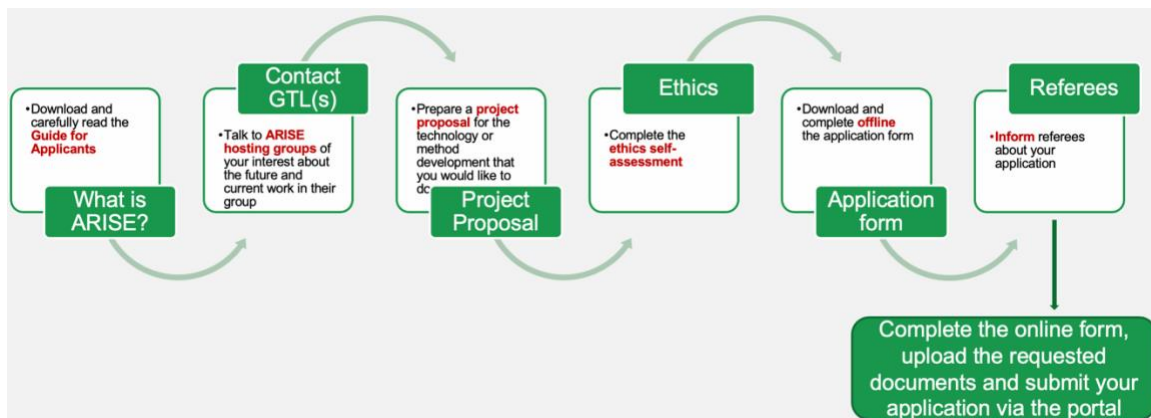 •Download and
carefully read the
Guide for
Applicants
What is
ARISE?
Contact
GTL(s)
•Talk to ARISE
hosting groups of
your interest about
the future and
current work in their
group
•Prepare a project
proposal for the
technology or
method
development that
you would like to
do
Project
Proposal
Ethics
•Complete the
ethics self-
assessment
•Download and
complete offline
the application form
Application
form
Referees
•Inform referees
about your
application
Complete the online form,
upload the requested
documents and submit your
application via the portal